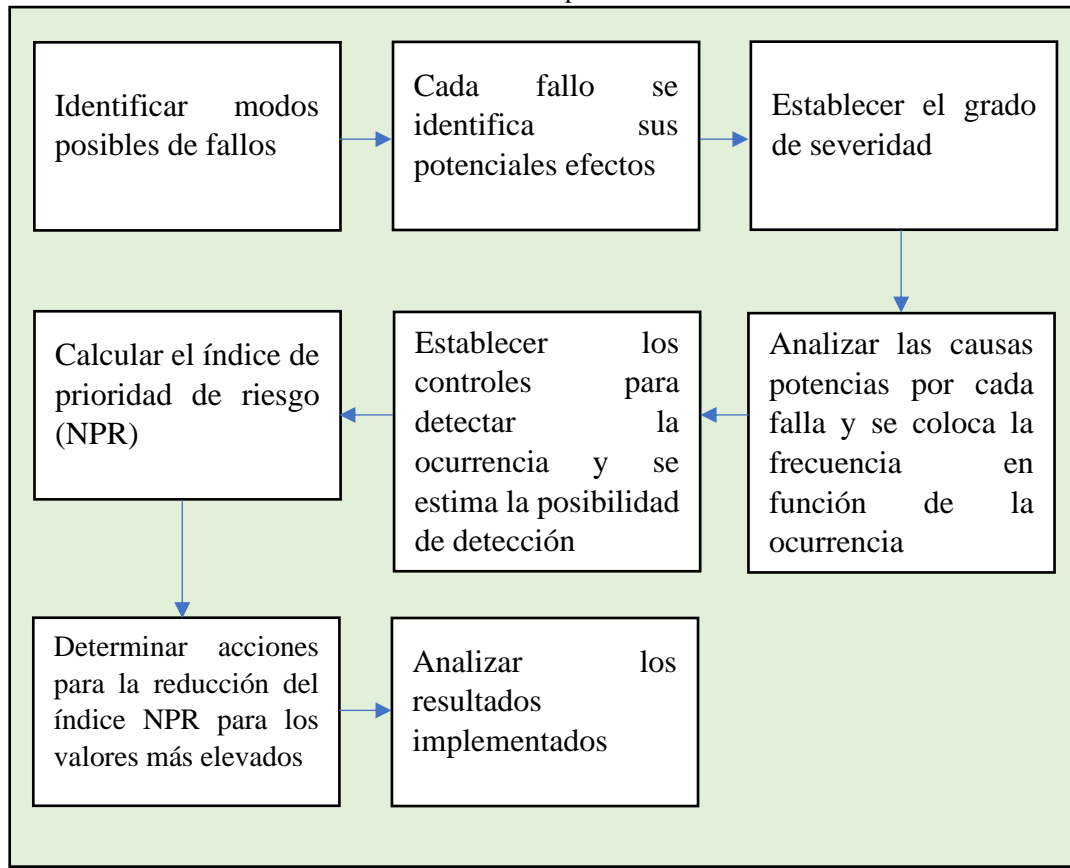 Identificar modos
posibles de fallos
Cada fallo se
identifica sus
potenciales efectos
Establecer el grado
de severidad
Analizar las causas
potencias por cada
falla y se coloca la
frecuencia en
función de la
ocurrencia
Establecer los
controles para
detectar la
ocurrencia y se
estima la posibilidad
de detección
Calcular el índice de
prioridad de riesgo
(NPR)
Determinar acciones
para la reducción del
índice NPR para los
valores más elevados
Analizar los
resultados
implementados